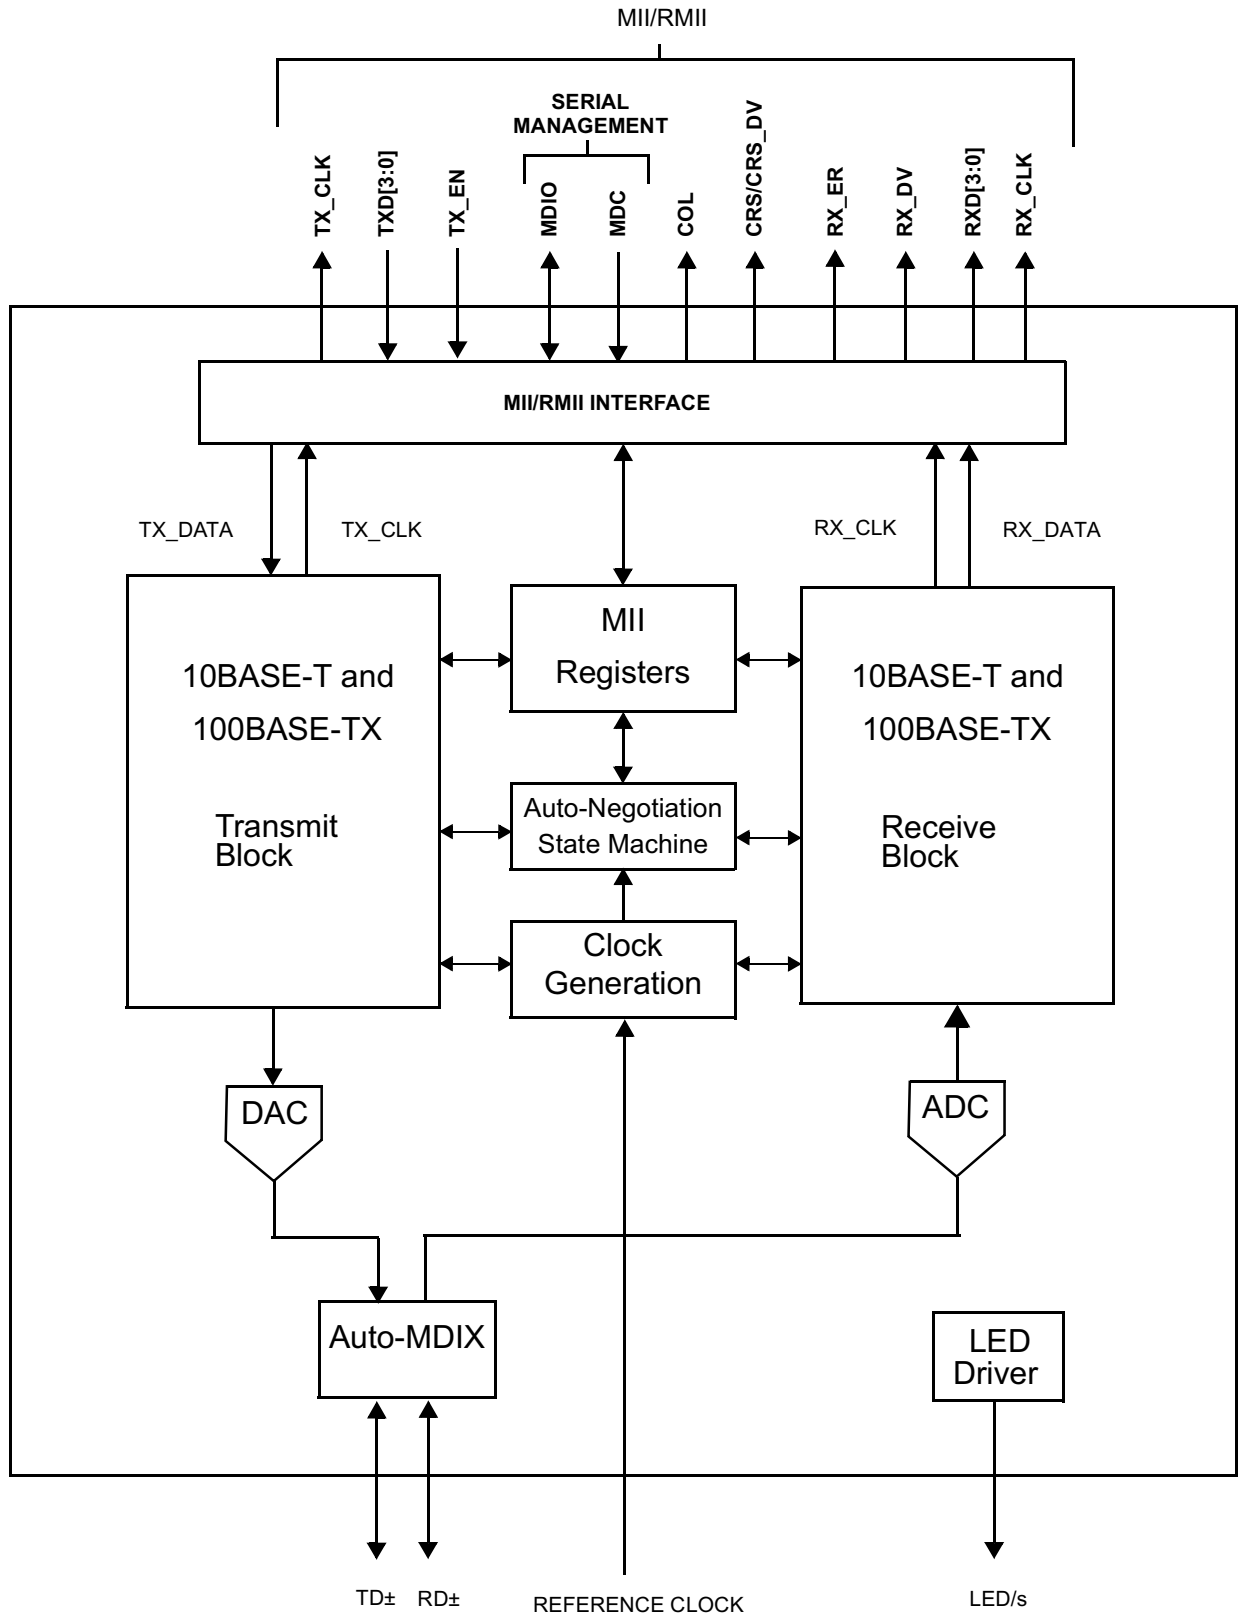 MII/RMII
SERIAL
MANAGEMENT
TX_CLK
TXD[3:0]
TX_EN
MDIO
MDC
COL
CRS/CRS_DV
RX_ER
RX_DV
RXD[3:0]
RX_CLK
MII/RMII INTERFACE
TX_DATA
TX_CLK
RX_CLK
RX_DATA
10BASE-T and
100BASE-TX
Transmit
Block
MII
Registers
10BASE-T and
100BASE-TX
Receive
Block
Auto-Negotiation
State Machine
Clock
Generation
DAC
ADC
Auto-MDIX
LED
Driver
TD±
RD±
REFERENCE CLOCK
LED/s